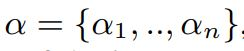 α = {α₁, .., αₙ},